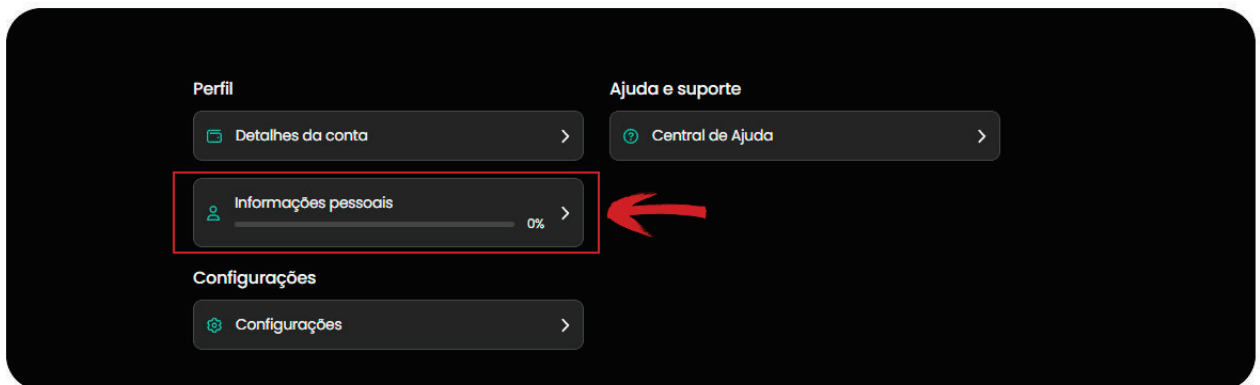 Perfil
Detalhes da conta
Informações pessoais
0%
Configurações
Configurações
Ajuda e suporte
Central de Ajuda